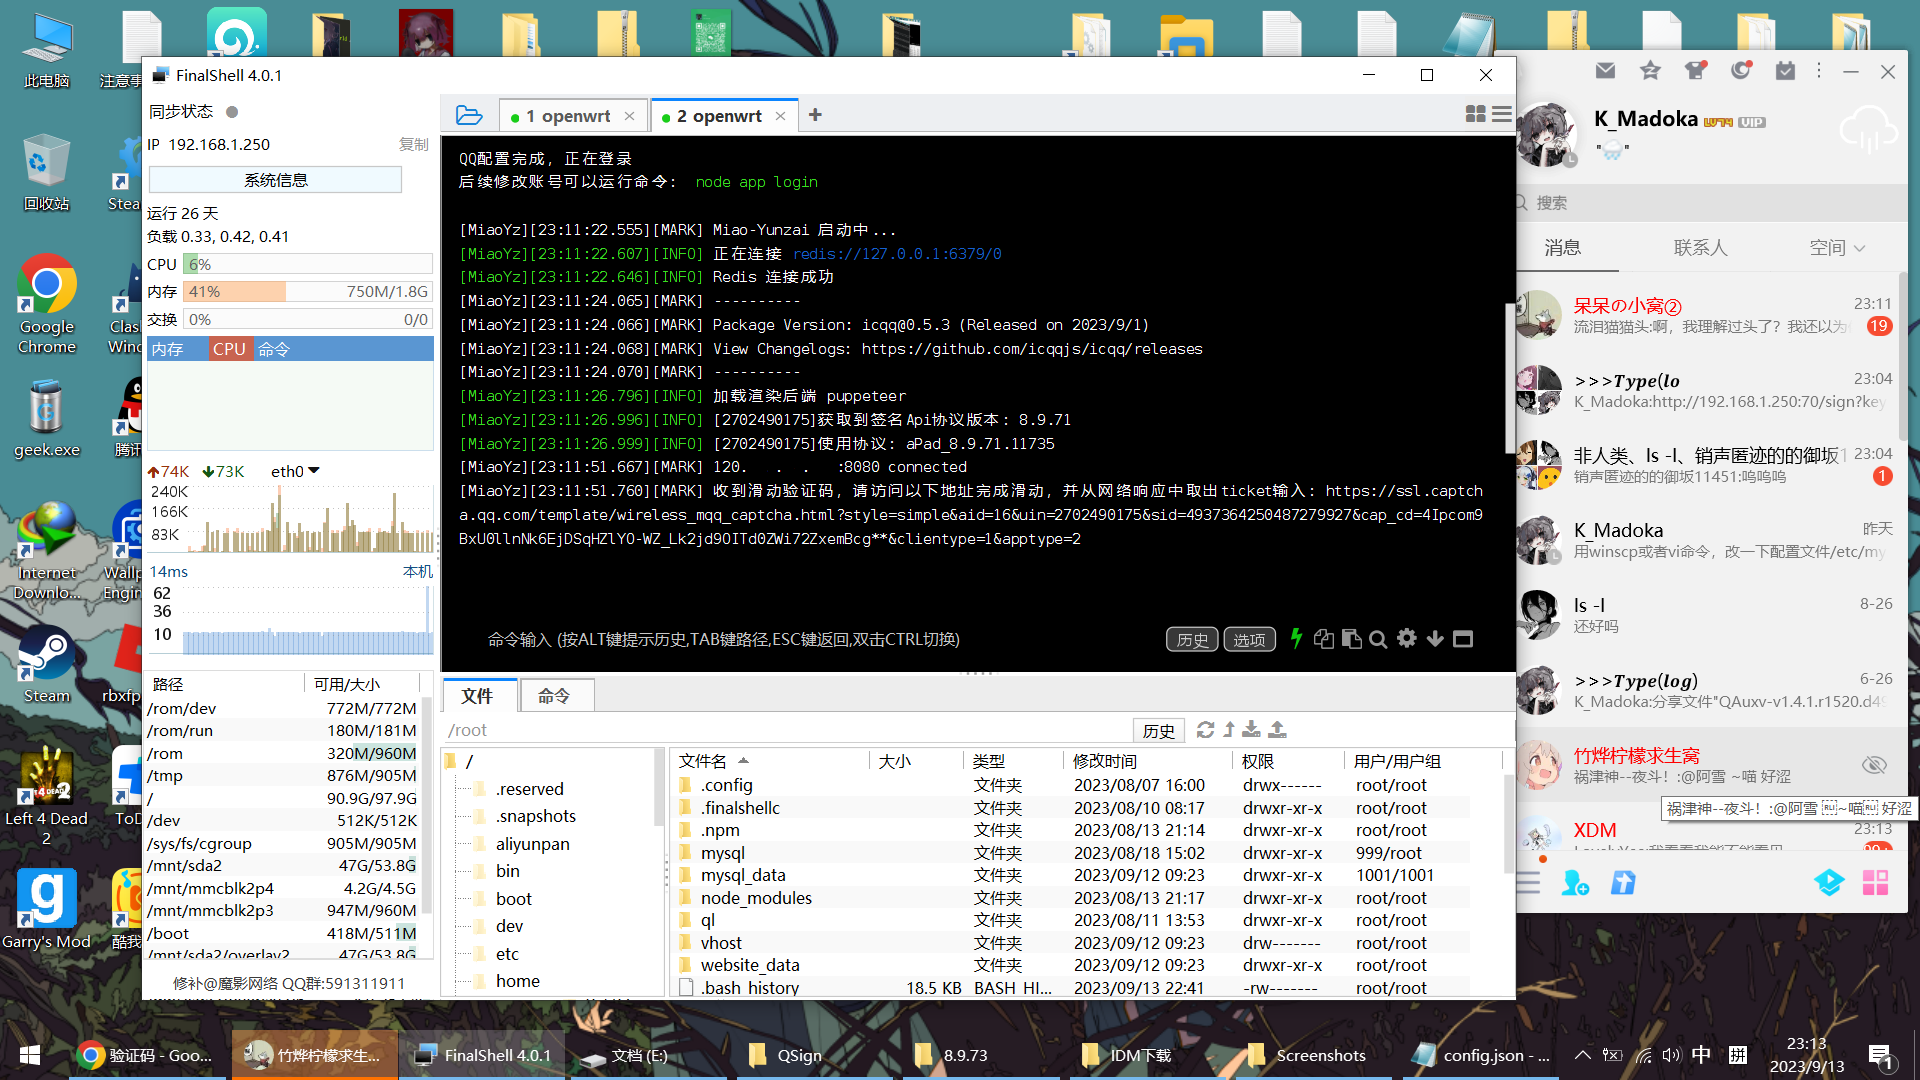 此电脑
注意事
回收站
Stea
Google
Chrome
Clas
Winc
geek.exe
腾讯
Internet
Downlo...
Wallp
Engin
Steam
rbxfp
Left 4 Dead
2
ToD
Garry's Mod
酷我
FinalShell 4.0.1
同步状态
IP 192.168.1.250
复制
系统信息
运行 26 天
负载 0.33, 0.42, 0.41
CPU 6%
内存 41% 750M/1.8G
交换 0% 0/0
内存 CPU 命令
74K 73K eth0
240K
166K
83K
14ms 本机
62
36
10
路径 可用/大小
/rom/dev 772M/772M
/rom/run 180M/181M
/rom 320M/960M
/tmp 876M/905M
/ 90.9G/97.9G
/dev 512K/512K
/sys/fs/cgroup 905M/905M
/mnt/sda2 47G/53.8G
/mnt/mmcblk2p4 4.2G/4.5G
/mnt/mmcblk2p3 947M/960M
/boot 418M/511M
/mnt/sda2/overlay2 47G/53.8G
修补@魔影网络 QQ群:591311911
1 openwrt
2 openwrt
QQ配置完成，正在登录
后续修改账号可以运行命令： node app login
[MiaoYz][23:11:22.555][MARK] Miao-Yunzai 启动中...
[MiaoYz][23:11:22.607][INFO] 正在连接 redis://127.0.0.1:6379/0
[MiaoYz][23:11:22.646][INFO] Redis 连接成功
[MiaoYz][23:11:24.065][MARK] ----------
[MiaoYz][23:11:24.066][MARK] Package Version: icqq@0.5.3 (Released on 2023/9/1)
[MiaoYz][23:11:24.068][MARK] View Changelogs: https://github.com/icqqjs/icqq/releases
[MiaoYz][23:11:24.070][MARK] ----------
[MiaoYz][23:11:26.796][INFO] 加载渲染后端 puppeteer
[MiaoYz][23:11:26.996][INFO] [2702490175]获取到签名Api协议版本：8.9.71
[MiaoYz][23:11:26.999][INFO] [2702490175]使用协议: aPad_8.9.71.11735
[MiaoYz][23:11:51.667][MARK] 120. . . :8080 connected
[MiaoYz][23:11:51.760][MARK] 收到滑动验证码，请访问以下地址完成滑动，并从网络响应中取出ticket输入：https://ssl.captch
a.qq.com/template/wireless_mqq_captcha.html?style=simple&aid=16&uin=2702490175&sid=4937364250487279927&cap_cd=4Ipcom9
BxU0llnNk6EjDSqHZlYO-WZ_Lk2jd9OITd0ZWi72ZxemBcg**&clientype=1&apptype=2
命令输入 (按ALT键提示历史,TAB键路径,ESC键返回,双击CTRL切换)
历史 选项
文件 命令
/root 历史
/
.reserved
.snapshots
aliyunpan
bin
boot
dev
etc
home
文件名 大小 类型 修改时间 权限 用户/用户组
.config 文件夹 2023/08/07 16:00 drwx------ root/root
.finalshellc 文件夹 2023/08/10 08:17 drwxr-xr-x root/root
.npm 文件夹 2023/08/13 21:14 drwxr-xr-x root/root
mysql 文件夹 2023/08/18 15:02 drwxr-xr-x 999/root
mysql_data 文件夹 2023/09/12 09:23 drwxr-xr-x 1001/1001
node_modules 文件夹 2023/08/13 21:17 drwxr-xr-x root/root
ql 文件夹 2023/08/11 13:53 drwxr-xr-x root/root
vhost 文件夹 2023/09/12 09:23 drw------- root/root
website_data 文件夹 2023/09/12 09:23 drwxr-xr-x root/root
.bash_history 18.5 KB BASH_HI... 2023/09/13 22:41 -rw------- root/root
K_Madoka LV74 VIP
搜索
消息 联系人 空间
呆呆の小窝② 23:11
流泪猫猫头:啊，我理解过头了？我还以为 19
>>>Type(lo 23:04
K_Madoka:http://192.168.1.250:70/sign?key
非人类、ls -l、销声匿迹的的御坂1 23:04
销声匿迹的的御坂11451:呜呜呜 1
K_Madoka 昨天
用winscp或者vi命令，改一下配置文件/etc/my
ls -l 8-26
还好吗
>>>Type(log) 6-26
K_Madoka:分享文件"QAuxv-v1.4.1.r1520.d49
竹烨柠檬求生窝
祸津神--夜斗！:@阿雪 ~喵 好涩
祸津神--夜斗！:@阿雪 ~喵 好涩
XDM 23:13
验证码 - Goo...
竹烨柠檬求生...
FinalShell 4.0.1
文档 (E:)
QSign
8.9.73
IDM下载
Screenshots
config.json - ...
中 拼
23:13
2023/9/13
1